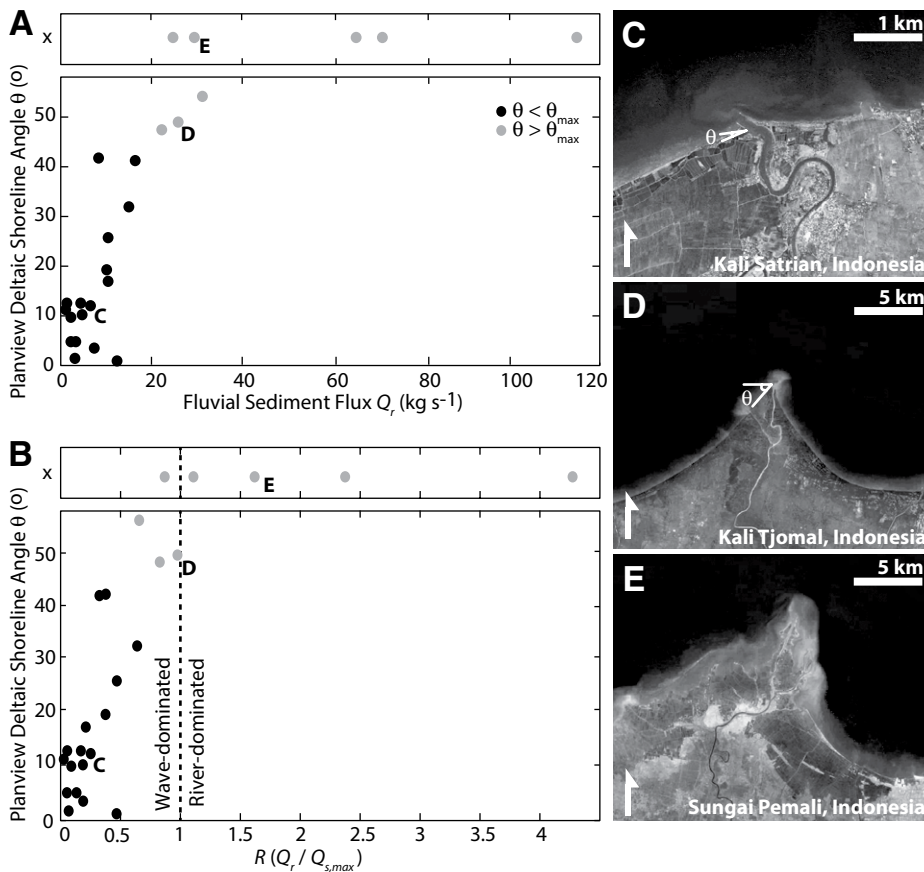 A
x
E
Planview Deltaic Shoreline Angle θ (o)
50
40
30
20
10
0
D
C
θ < θmax
θ > θmax
0 20 40 60 80 100 120
Fluvial Sediment Flux Qr (kg s-1)
B
x
E
Planview Deltaic Shoreline Angle θ (o)
50
40
30
20
10
0
D
C
Wave-dominated
River-dominated
0 0.5 1 1.5 2 2.5 3 3.5 4
R (Qr / Qs,max)
C
1 km
θ
Kali Satrian, Indonesia
D
5 km
θ
Kali Tjomal, Indonesia
E
5 km
Sungai Pemali, Indonesia